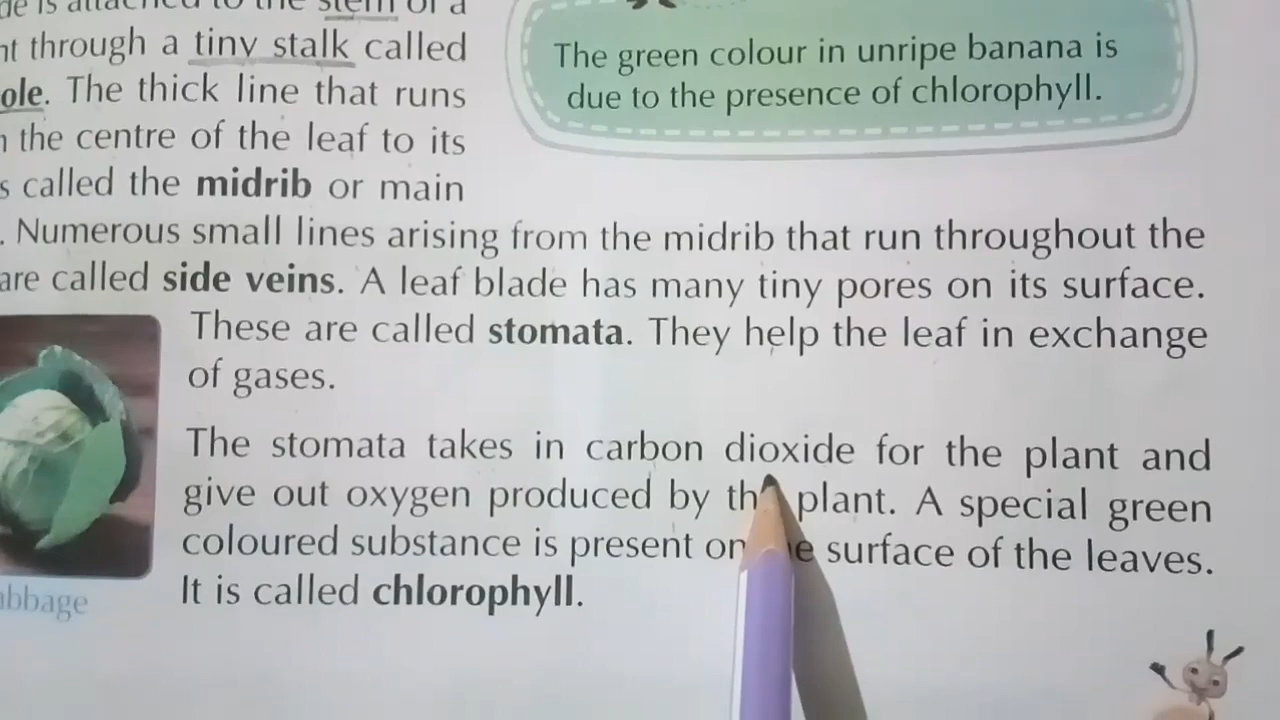 is attached to the stem of a
through a tiny stalk called
The thick line that runs
the centre of the leaf to its
called the midrib or main
The green colour in unripe banana is
due to the presence of chlorophyll.
. Numerous small lines arising from the midrib that run throughout the
are called side veins. A leaf blade has many tiny pores on its surface.
These are called stomata. They help the leaf in exchange
of gases.
The stomata takes in carbon dioxide for the plant and
give out oxygen produced by plant. A special green
coloured substance is present on surface of the leaves.
It is called chlorophyll.